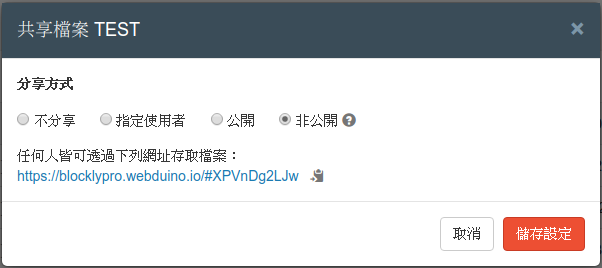 共享檔案 TEST
×
分享方式
不分享 指定使用者 公開 非公開 ?
任何人皆可透過下列網址存取檔案：
https://blocklypro.webduino.io/#XPVnDg2LJw
取消 儲存設定